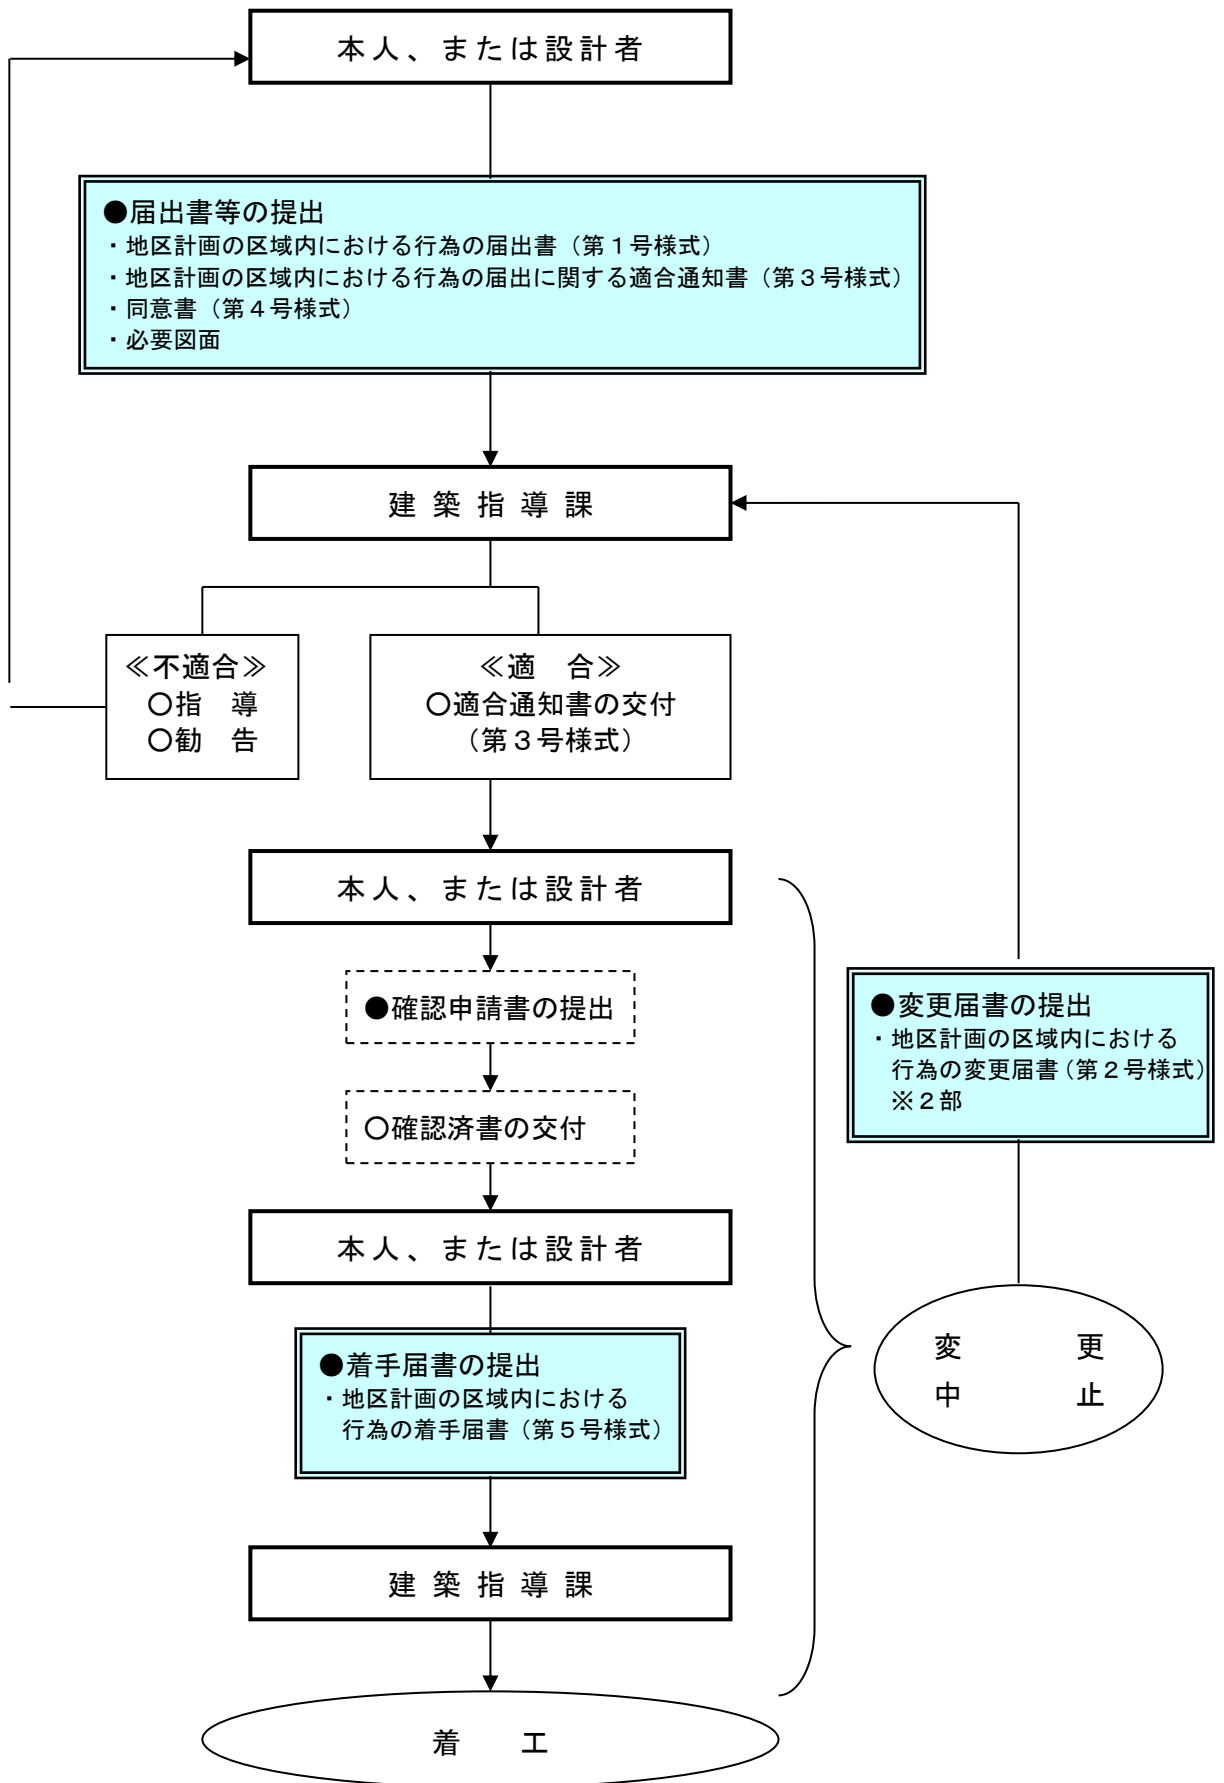 本人、または設計者
●届出書等の提出
・地区計画の区域内における行為の届出書（第１号様式）
・地区計画の区域内における行為の届出に関する適合通知書（第３号様式）
・同意書（第４号様式）
・必要図面
建 築 指 導 課
≪不適合≫
〇指　導
〇勧　告
≪適　合≫
〇適合通知書の交付
（第３号様式）
本人、または設計者
●確認申請書の提出
〇確認済書の交付
本人、または設計者
●着手届書の提出
・地区計画の区域内における
行為の着手届書（第５号様式）
建 築 指 導 課
着　　工
●変更届書の提出
・地区計画の区域内における
行為の変更届書（第２号様式）
※２部
変　　　　更
中　　　　止